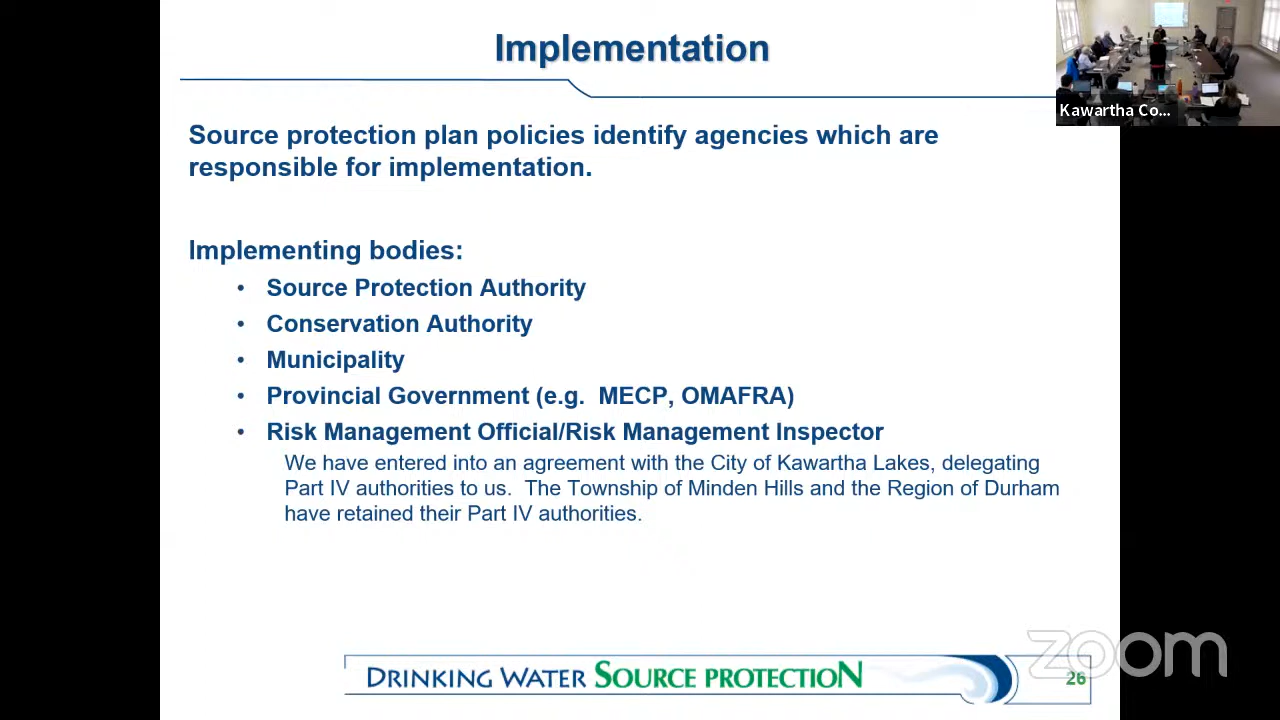 Implementation
Kawartha Co...
Source protection plan policies identify agencies which are
responsible for implementation.
Implementing bodies:
• Source Protection Authority
• Conservation Authority
• Municipality
• Provincial Government (e.g.  MECP, OMAFRA)
• Risk Management Official/Risk Management Inspector
We have entered into an agreement with the City of Kawartha Lakes, delegating
Part IV authorities to us.  The Township of Minden Hills and the Region of Durham
have retained their Part IV authorities.
DRINKING WATER SOURCE PROTECTION
26
zoom